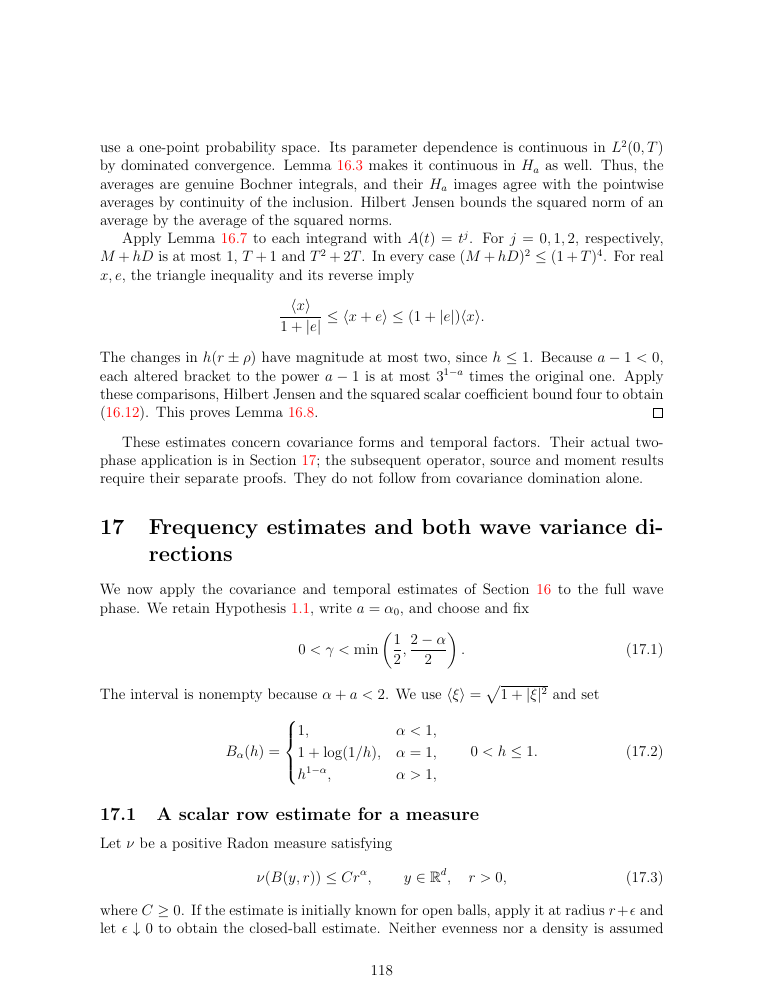 use a one-point probability space. Its parameter dependence is continuous in L²(0, T)
by dominated convergence. Lemma 16.3 makes it continuous in Hₐ as well. Thus, the
averages are genuine Bochner integrals, and their Hₐ images agree with the pointwise
averages by continuity of the inclusion. Hilbert Jensen bounds the squared norm of an
average by the average of the squared norms.
Apply Lemma 16.7 to each integrand with A(t) = tʲ. For j = 0, 1, 2, respectively,
M + hD is at most 1, T + 1 and T² + 2T. In every case (M + hD)² ≤ (1 + T)⁴. For real
x, e, the triangle inequality and its reverse imply
⟨x⟩ / (1 + |e|) ≤ ⟨x + e⟩ ≤ (1 + |e|)⟨x⟩.
The changes in h(r ± ρ) have magnitude at most two, since h ≤ 1. Because a − 1 < 0,
each altered bracket to the power a − 1 is at most 3¹⁻ᵃ times the original one. Apply
these comparisons, Hilbert Jensen and the squared scalar coefficient bound four to obtain
(16.12). This proves Lemma 16.8. □
These estimates concern covariance forms and temporal factors. Their actual two-
phase application is in Section 17; the subsequent operator, source and moment results
require their separate proofs. They do not follow from covariance domination alone.
17 Frequency estimates and both wave variance di-
rections
We now apply the covariance and temporal estimates of Section 16 to the full wave
phase. We retain Hypothesis 1.1, write a = α₀, and choose and fix
0 < γ < min (1/2, (2 − α)/2). (17.1)
The interval is nonempty because α + a < 2. We use ⟨ξ⟩ = √(1 + |ξ|²) and set
B_α(h) = { 1, α < 1,
1 + log(1/h), α = 1, 0 < h ≤ 1. (17.2)
h^{1−α}, α > 1,
17.1 A scalar row estimate for a measure
Let ν be a positive Radon measure satisfying
ν(B(y, r)) ≤ Cr^α, y ∈ ℝᵈ, r > 0, (17.3)
where C ≥ 0. If the estimate is initially known for open balls, apply it at radius r + ϵ and
let ϵ ↓ 0 to obtain the closed-ball estimate. Neither evenness nor a density is assumed
118